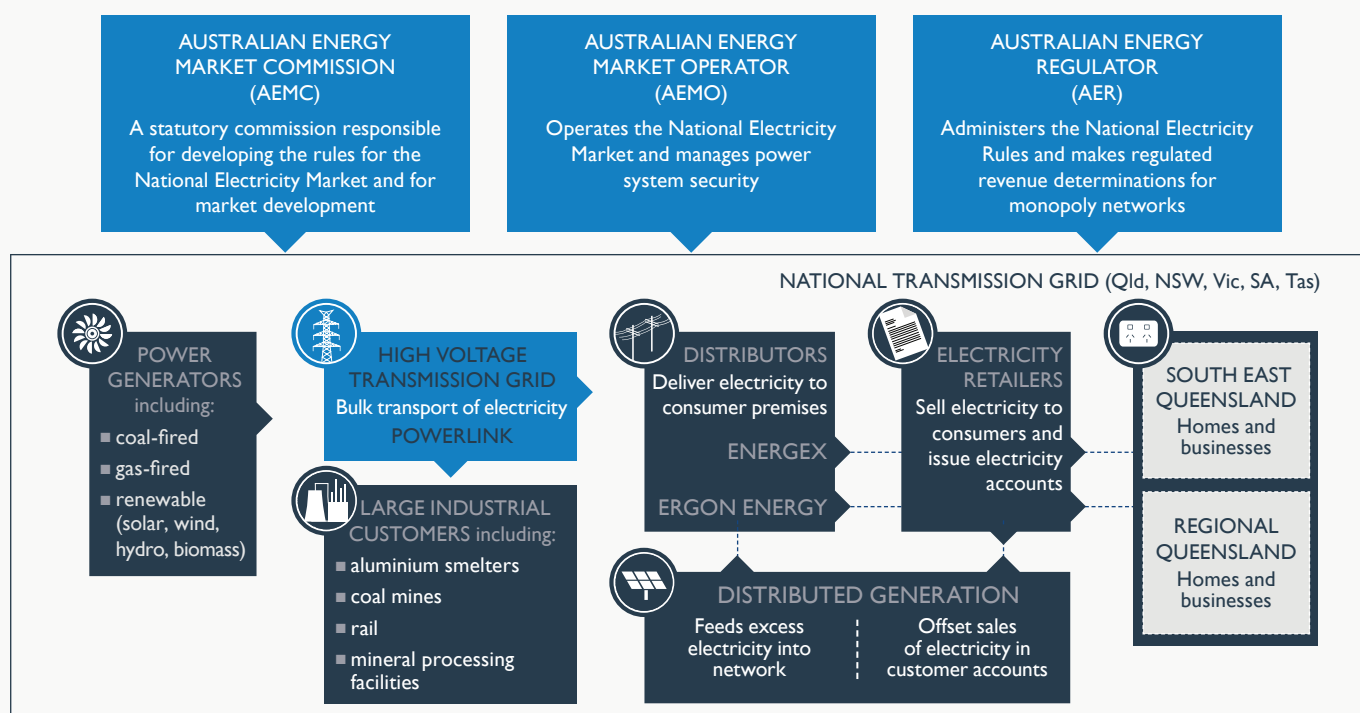 AUSTRALIAN ENERGY
MARKET COMMISSION
(AEMC)
A statutory commission responsible
for developing the rules for the
National Electricity Market and for
market development
AUSTRALIAN ENERGY
MARKET OPERATOR
(AEMO)
Operates the National Electricity
Market and manages power
system security
AUSTRALIAN ENERGY
REGULATOR
(AER)
Administers the National Electricity
Rules and makes regulated
revenue determinations for
monopoly networks
NATIONAL TRANSMISSION GRID (Qld, NSW, Vic, SA, Tas)
POWER
GENERATORS
including:
■ coal-fired
■ gas-fired
■ renewable
(solar, wind,
hydro, biomass)
HIGH VOLTAGE
TRANSMISSION GRID
Bulk transport of electricity
POWERLINK
LARGE INDUSTRIAL
CUSTOMERS including:
■ aluminium smelters
■ coal mines
■ rail
■ mineral processing
facilities
DISTRIBUTORS
Deliver electricity to
consumer premises
ENERGEX
ERGON ENERGY
ELECTRICITY
RETAILERS
Sell electricity to
consumers and
issue electricity
accounts
SOUTH EAST
QUEENSLAND
Homes and
businesses
REGIONAL
QUEENSLAND
Homes and
businesses
DISTRIBUTED GENERATION
Feeds excess
electricity into
network
Offset sales
of electricity in
customer accounts